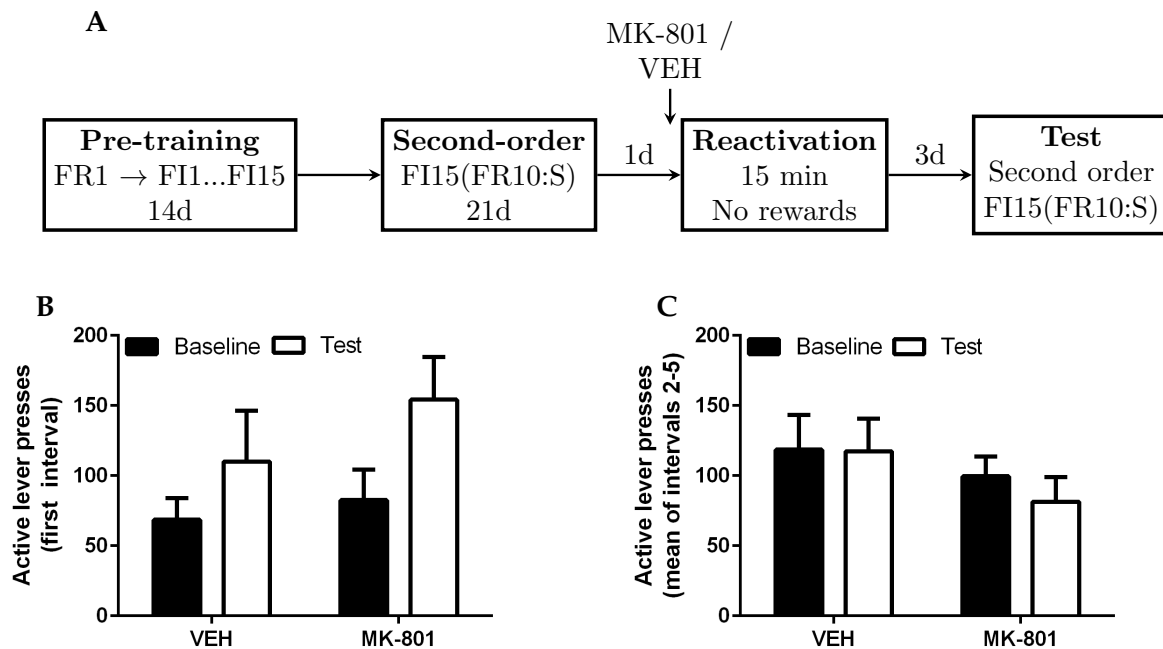 A
MK-801 /
VEH
Pre-training
FR1 → FI1...FI15
14d
Second-order
FI15(FR10:S)
21d
1d
Reactivation
15 min
No rewards
3d
Test
Second order
FI15(FR10:S)
B
Active lever presses
(first interval)
200
150
100
50
0
Baseline
Test
VEH
MK-801
C
Active lever presses
(mean of intervals 2-5)
200
150
100
50
0
Baseline
Test
VEH
MK-801